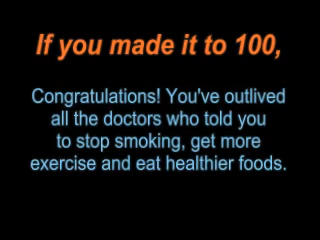 If you made it to 100,
Congratulations! You've outlived
all the doctors who told you
to stop smoking, get more
exercise and eat healthier foods.